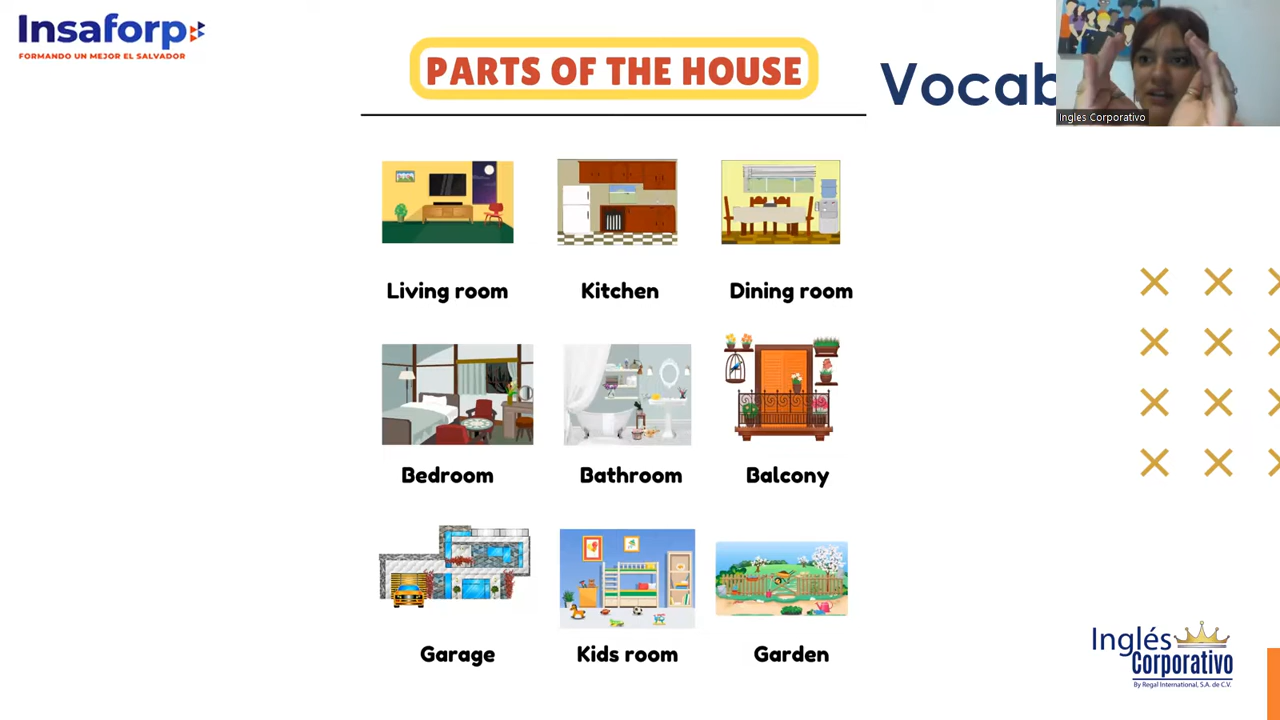 Insaforp
FORMANDO UN MEJOR EL SALVADOR
PARTS OF THE HOUSE
Vocab
Ingles Corporativo
Living room
Kitchen
Dining room
Bedroom
Bathroom
Balcony
Garage
Kids room
Garden
Inglés
Corporativo
By Regal International, S.A. de C.V.